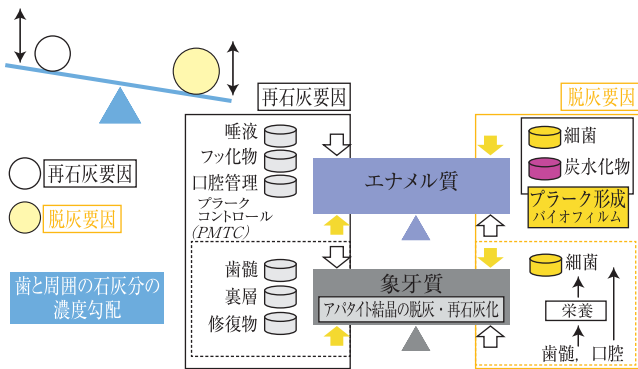 再石灰要因
脱灰要因
唾液
フッ化物
口腔管理
プラーク
コントロール
(PMTC)
エナメル質
細菌
炭水化物
プラーク形成
バイオフィルム
再石灰要因
脱灰要因
歯と周囲の石灰分の
濃度勾配
歯髄
裏層
修復物
象牙質
アパタイト結晶の脱灰・再石灰化
細菌
栄養
歯髄，口腔